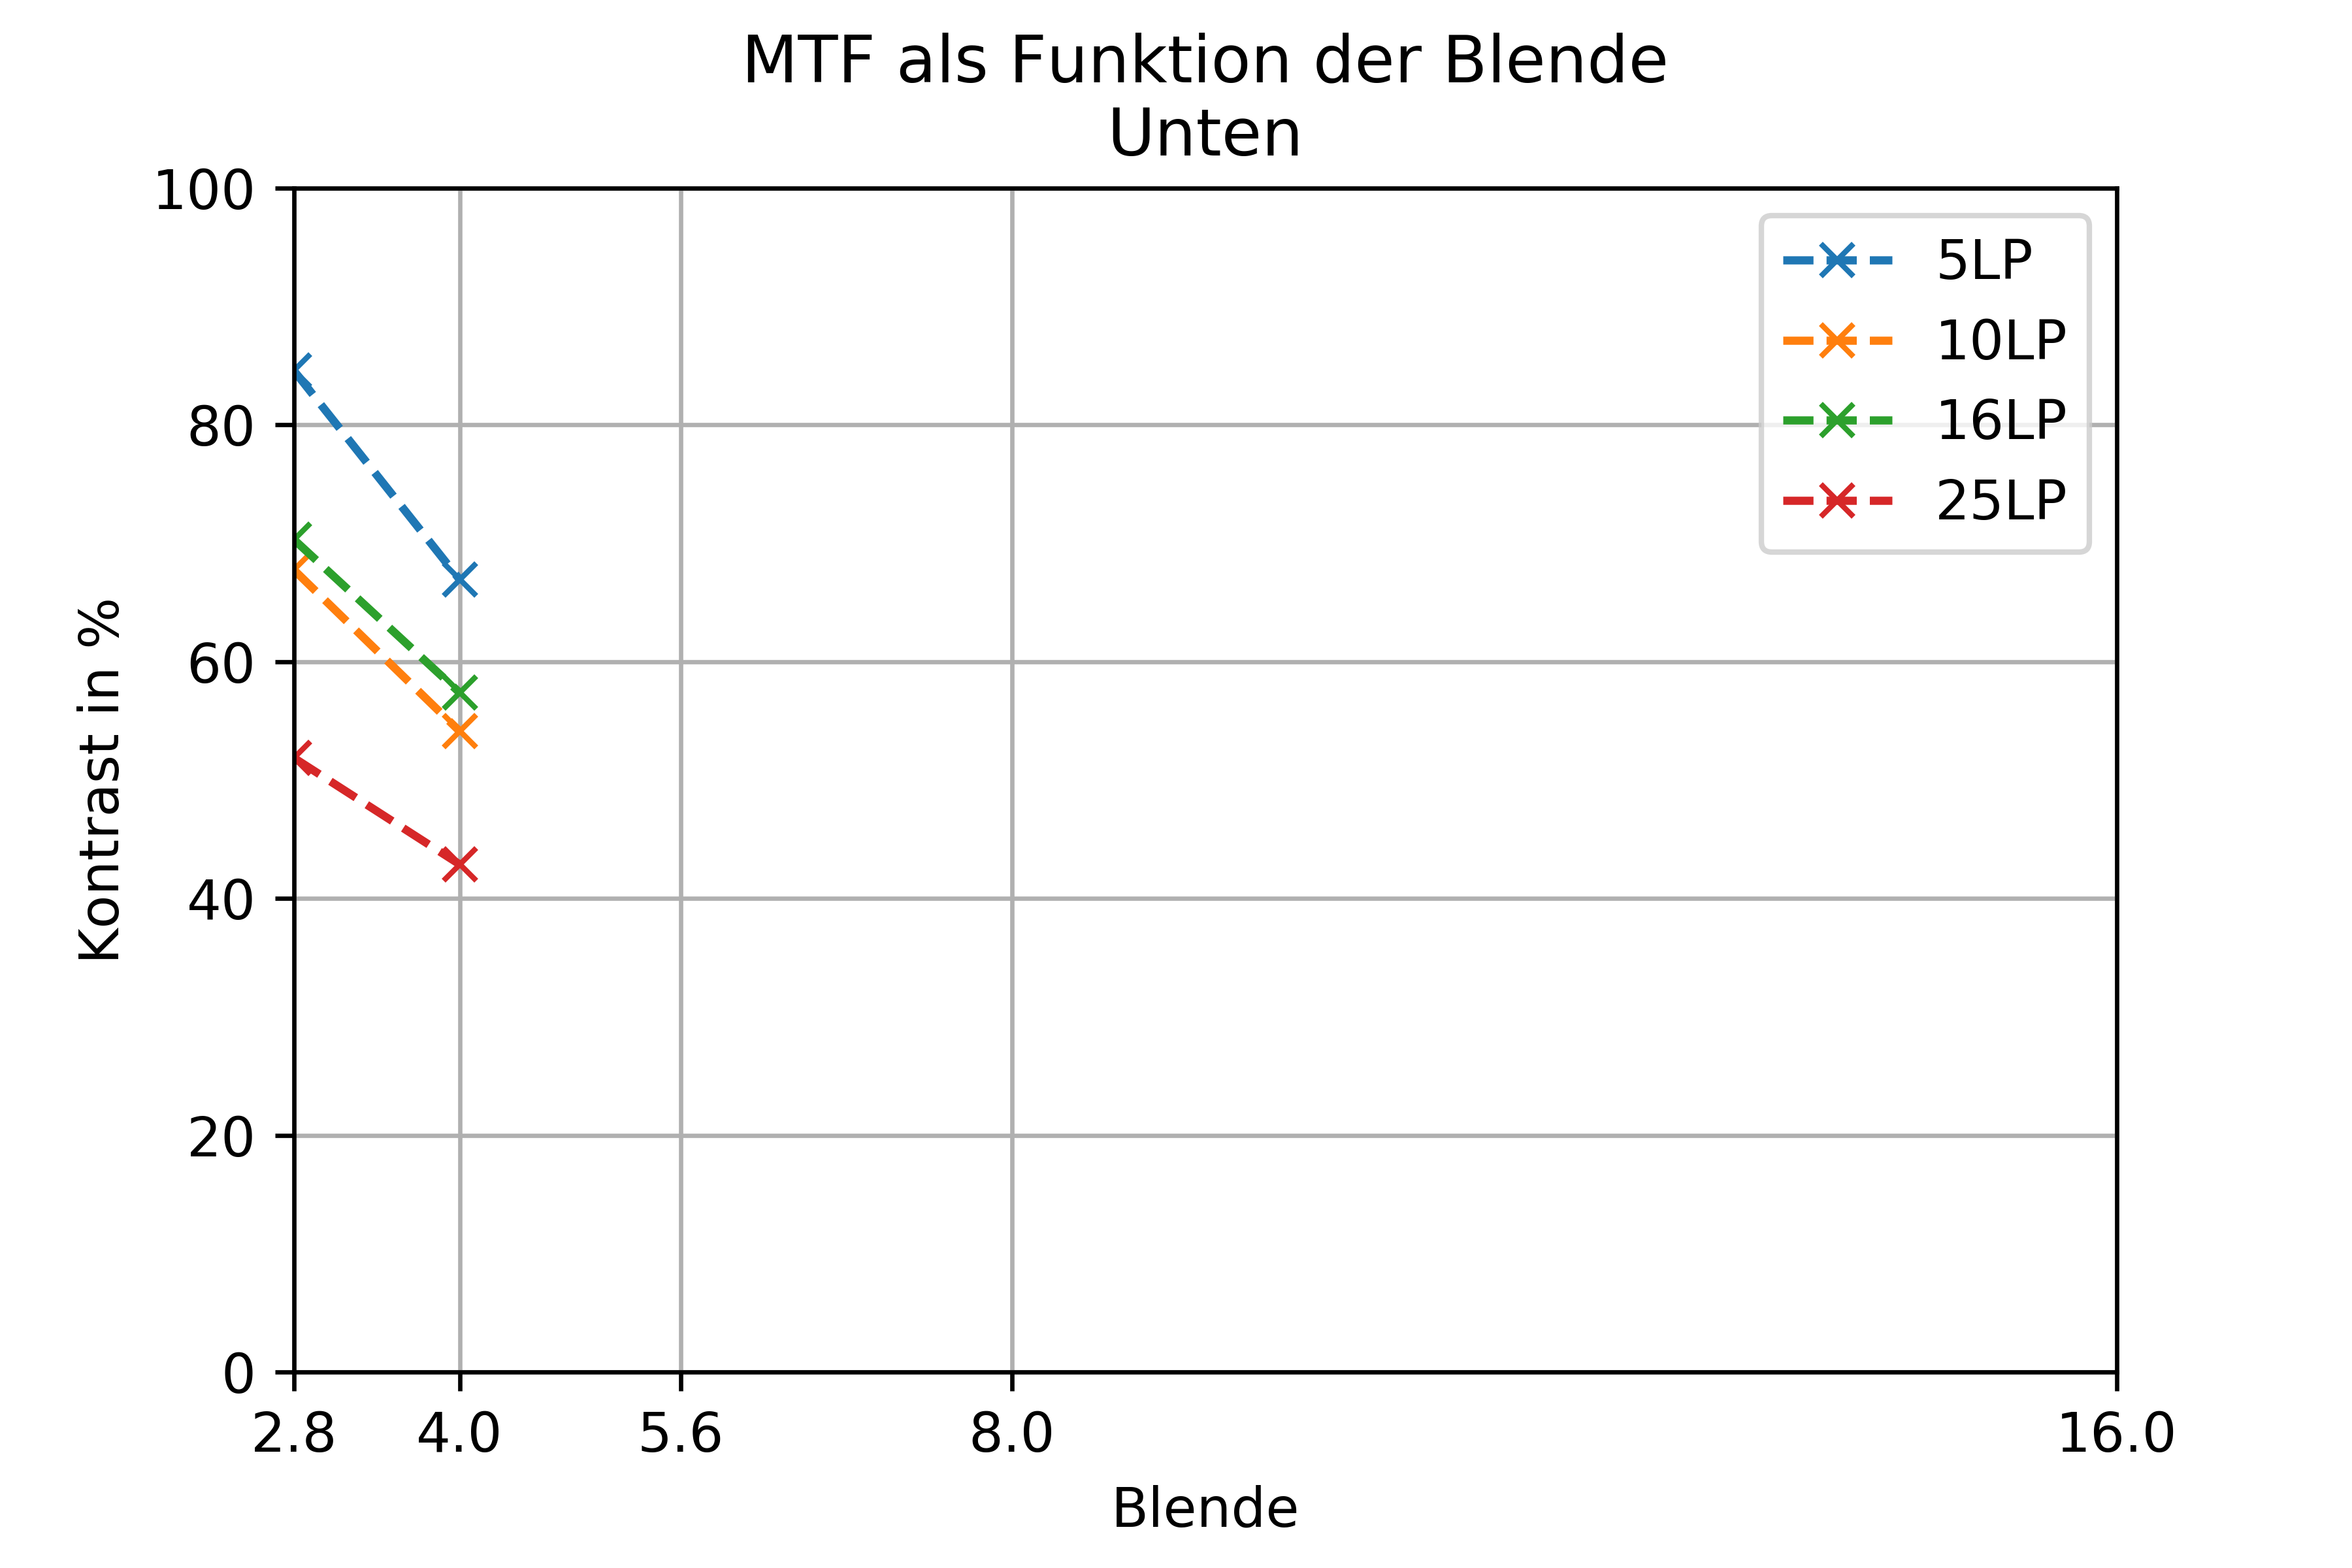 MTF als Funktion der Blende
Unten
100
80
60
40
20
0
Kontrast in %
5LP
10LP
16LP
25LP
2.8 4.0 5.6 8.0 16.0
Blende